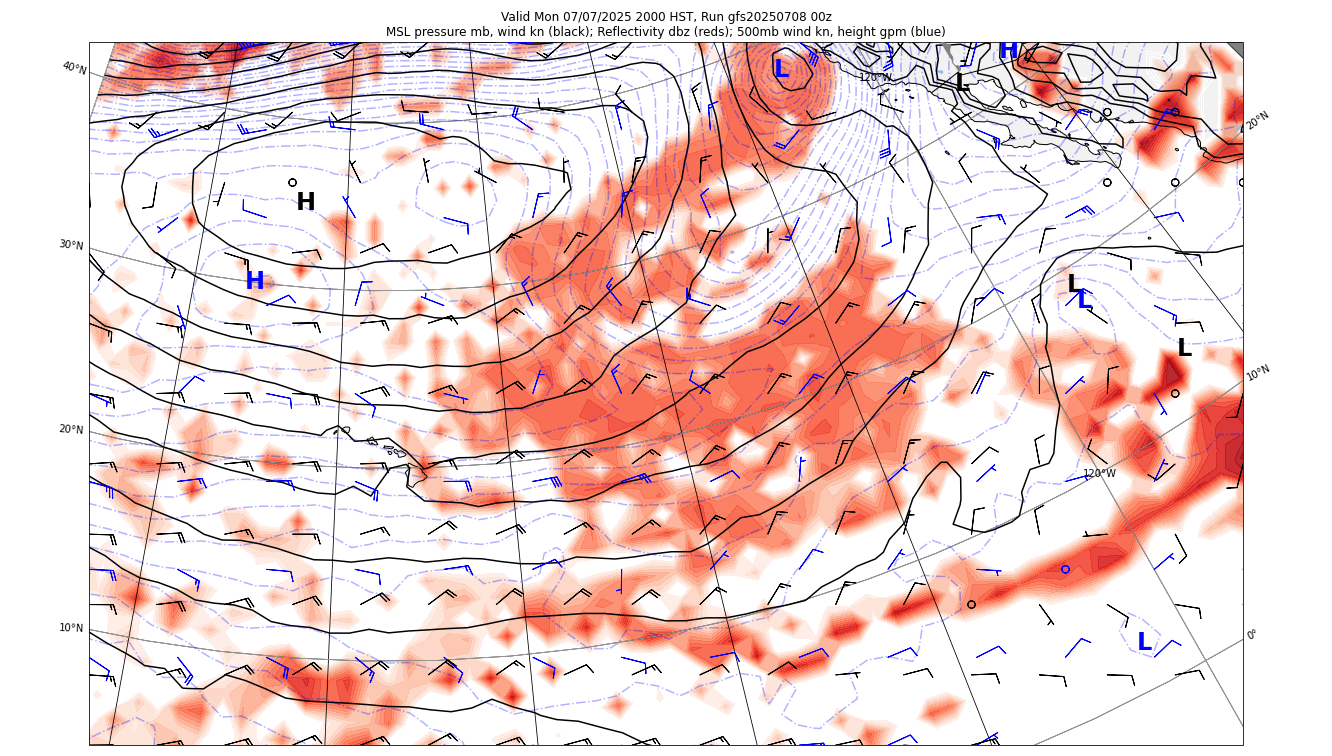 Valid Mon 07/07/2025 2000 HST, Run gfs20250708 00z
MSL pressure mb, wind kn (black); Reflectivity dbz (reds); 500mb wind kn, height gpm (blue)
H
L
40°N
120°W
L
20°N
H
30°N
H
L
L
L
10°N
20°N
120°W
10°N
0°
L